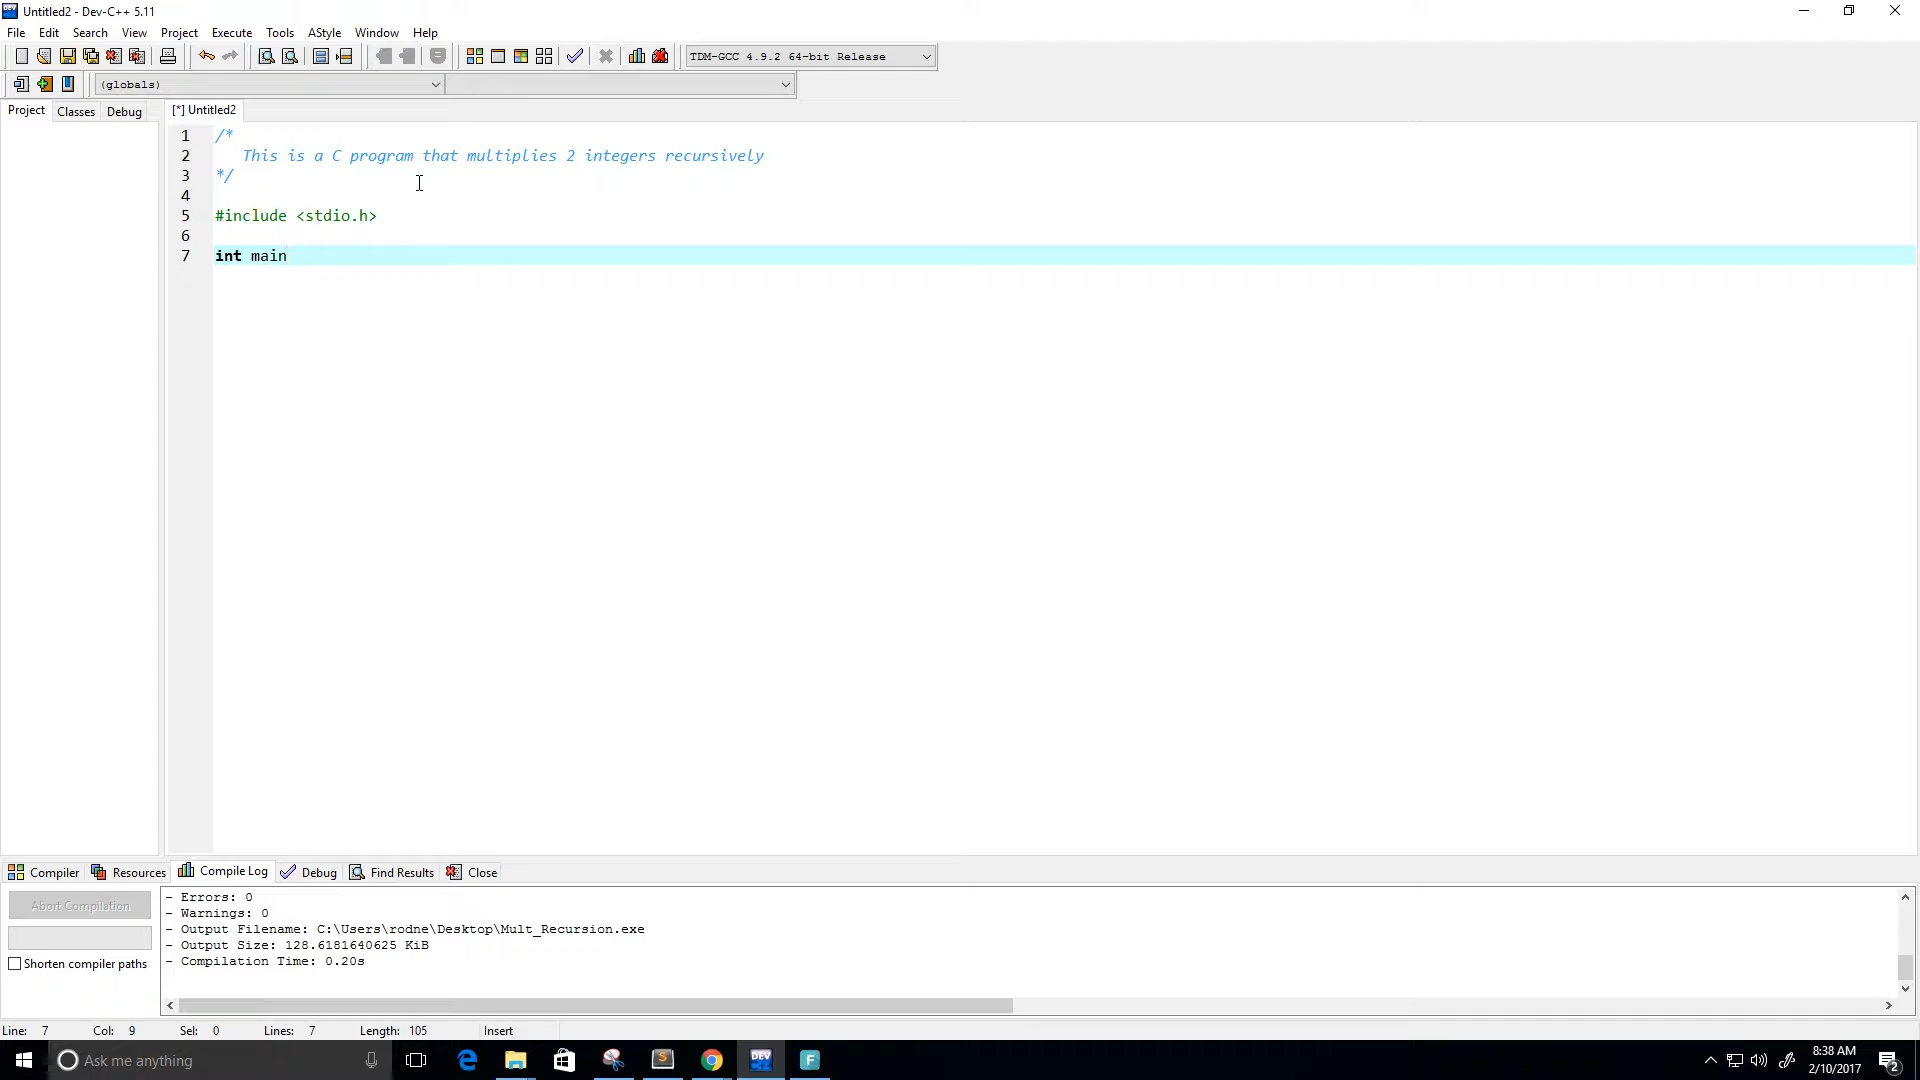 Untitled2 - Dev-C++ 5.11
File Edit Search View Project Execute Tools AStyle Window Help
TDM-GCC 4.9.2 64-bit Release
(globals)
Project Classes Debug [*] Untitled2
1 /*
2 This is a C program that multiplies 2 integers recursively
3 */
4
5 #include <stdio.h>
6
7 int main
Compiler Resources Compile Log Debug Find Results Close
Abort Compilation
Shorten compiler paths
- Errors: 0
- Warnings: 0
- Output Filename: C:\Users\rodne\Desktop\Mult_Recursion.exe
- Output Size: 128.6181640625 KiB
- Compilation Time: 0.20s
Line: 7 Col: 9 Sel: 0 Lines: 7 Length: 105 Insert
Ask me anything
DEV
S
F
8:38 AM
2/10/2017
2